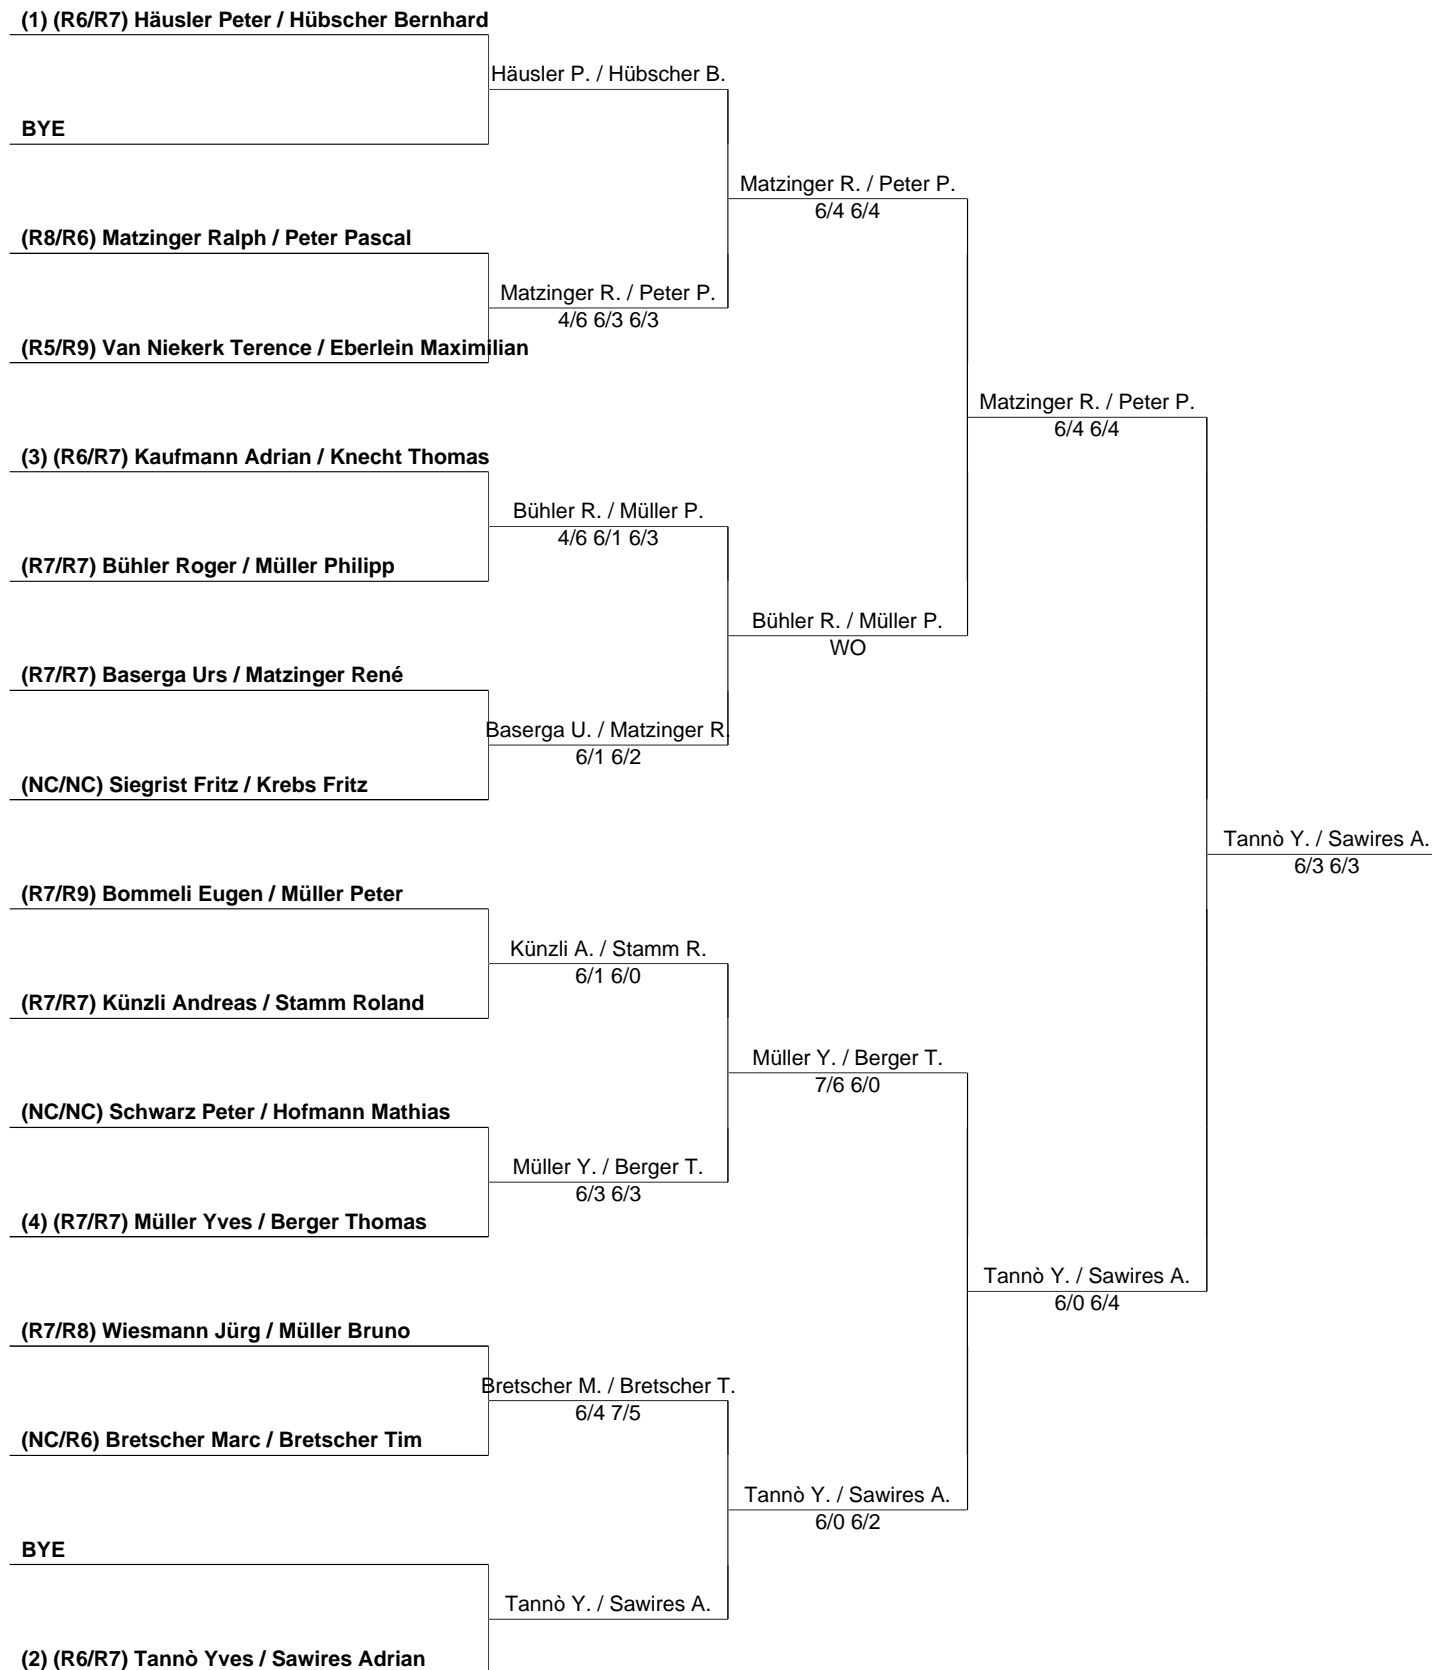 (1) (R6/R7) Häusler Peter / Hübscher Bernhard
Häusler P. / Hübscher B.
BYE
Matzinger R. / Peter P.
6/4 6/4
(R8/R6) Matzinger Ralph / Peter Pascal
Matzinger R. / Peter P.
4/6 6/3 6/3
(R5/R9) Van Niekerk Terence / Eberlein Maximilian
Matzinger R. / Peter P.
6/4 6/4
(3) (R6/R7) Kaufmann Adrian / Knecht Thomas
Bühler R. / Müller P.
4/6 6/1 6/3
(R7/R7) Bühler Roger / Müller Philipp
Bühler R. / Müller P.
WO
(R7/R7) Baserga Urs / Matzinger René
Baserga U. / Matzinger R.
6/1 6/2
(NC/NC) Siegrist Fritz / Krebs Fritz
Tannò Y. / Sawires A.
6/3 6/3
(R7/R9) Bommeli Eugen / Müller Peter
Künzli A. / Stamm R.
6/1 6/0
(R7/R7) Künzli Andreas / Stamm Roland
Müller Y. / Berger T.
7/6 6/0
(NC/NC) Schwarz Peter / Hofmann Mathias
Müller Y. / Berger T.
6/3 6/3
(4) (R7/R7) Müller Yves / Berger Thomas
Tannò Y. / Sawires A.
6/0 6/4
(R7/R8) Wiesmann Jürg / Müller Bruno
Bretscher M. / Bretscher T.
6/4 7/5
(NC/R6) Bretscher Marc / Bretscher Tim
Tannò Y. / Sawires A.
6/0 6/2
BYE
Tannò Y. / Sawires A.
(2) (R6/R7) Tannò Yves / Sawires Adrian